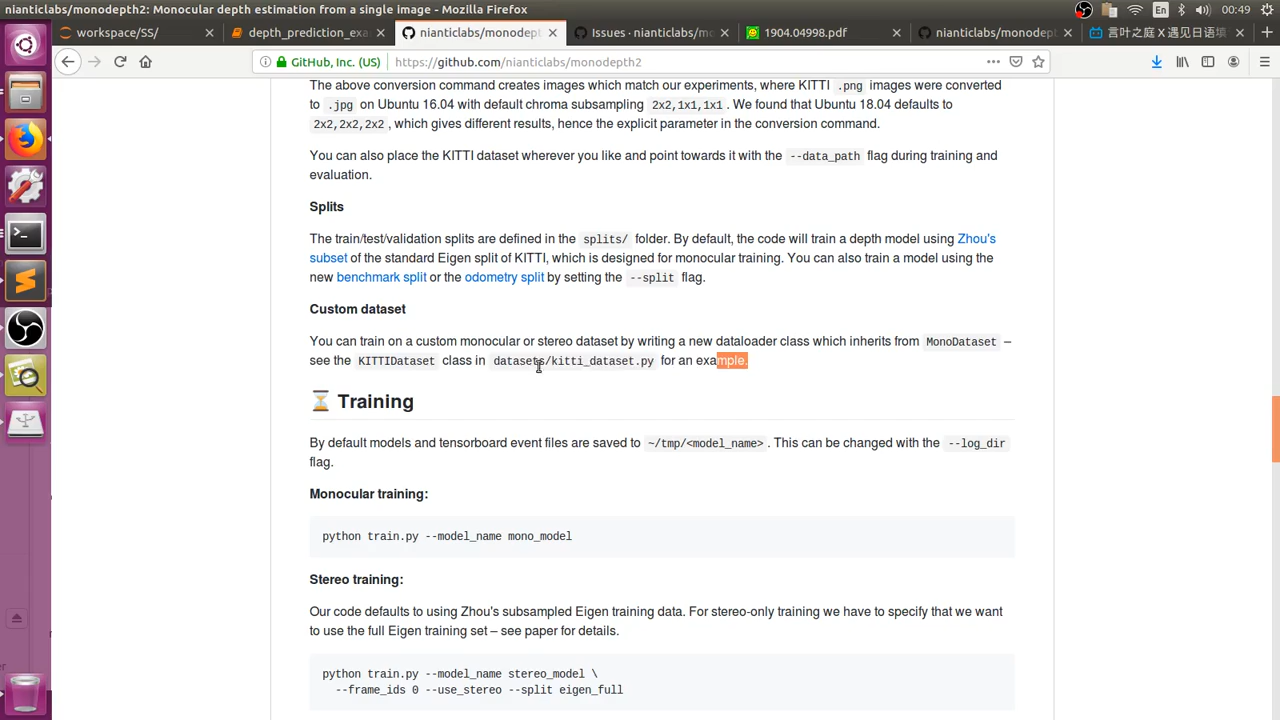 nianticlabs/monodepth2: Monocular depth estimation from a single image - Mozilla Firefox
En
00:49
workspace/SS/
depth_prediction_exam
nianticlabs/monodept
Issues · nianticlabs/mo
1904.04998.pdf
nianticlabs/monodept
言叶之庭 X 遇见日语填
GitHub, Inc. (US)
https://github.com/nianticlabs/monodepth2
The above conversion command creates images which match our experiments, where KITTI .png images were converted
to .jpg on Ubuntu 16.04 with default chroma subsampling 2x2,1x1,1x1 . We found that Ubuntu 18.04 defaults to
2x2,2x2,2x2 , which gives different results, hence the explicit parameter in the conversion command.
You can also place the KITTI dataset wherever you like and point towards it with the --data_path flag during training and
evaluation.
Splits
The train/test/validation splits are defined in the splits/ folder. By default, the code will train a depth model using Zhou's
subset of the standard Eigen split of KITTI, which is designed for monocular training. You can also train a model using the
new benchmark split or the odometry split by setting the --split flag.
Custom dataset
You can train on a custom monocular or stereo dataset by writing a new dataloader class which inherits from MonoDataset –
see the KITTIDataset class in datasets/kitti_dataset.py for an example.
⏳ Training
By default models and tensorboard event files are saved to ~/tmp/<model_name> . This can be changed with the --log_dir
flag.
Monocular training:
python train.py --model_name mono_model
Stereo training:
Our code defaults to using Zhou's subsampled Eigen training data. For stereo-only training we have to specify that we want
to use the full Eigen training set – see paper for details.
python train.py --model_name stereo_model \
--frame_ids 0 --use_stereo --split eigen_full